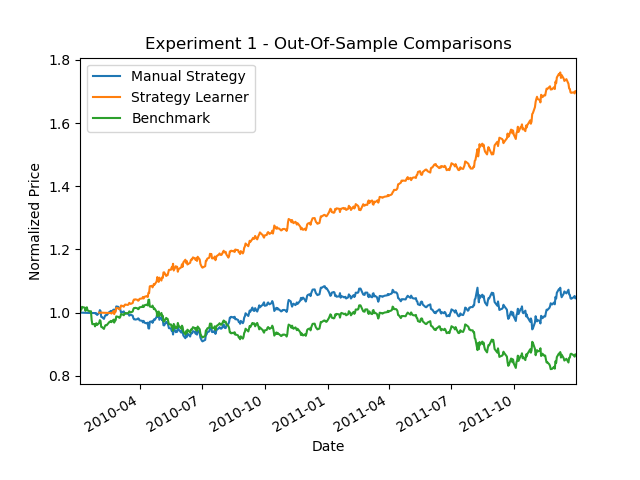 Experiment 1 - Out-Of-Sample Comparisons
Manual Strategy
Strategy Learner
Benchmark
Normalized Price
1.8
1.6
1.4
1.2
1.0
0.8
2010-04
2010-07
2010-10
2011-01
2011-04
2011-07
2011-10
Date